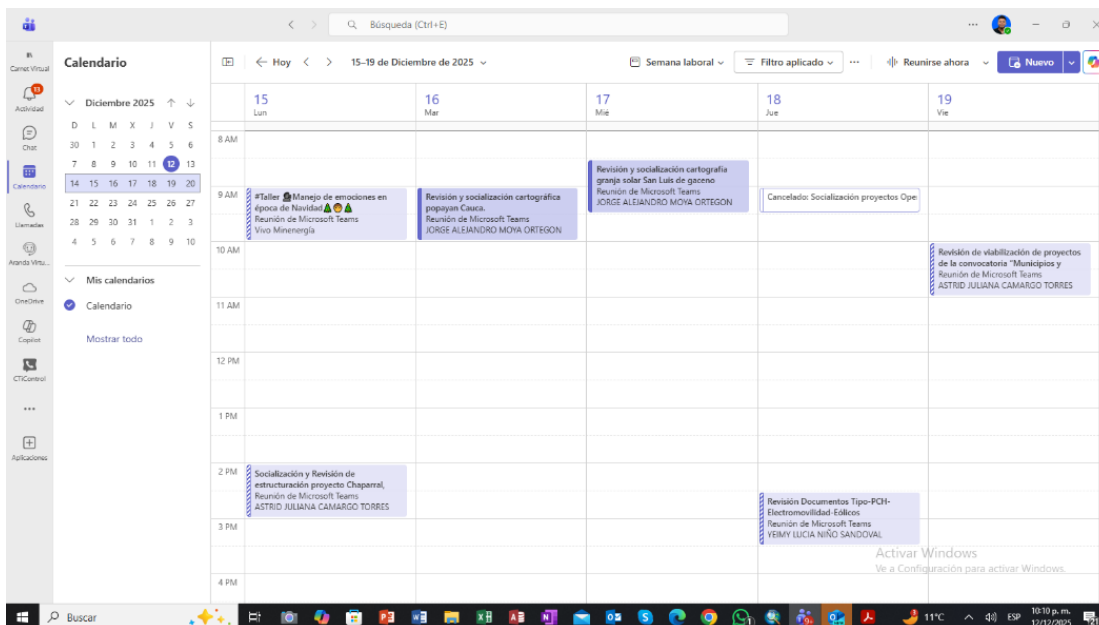 Búsqueda (Ctrl+E)
Carnet Virtual
Actividad
Chat
Calendario
Llamadas
Aranda Virtu...
OneDrive
Copilot
CTIControl
Aplicaciones
Calendario
Diciembre 2025
D L M X J V S
30 1 2 3 4 5 6
7 8 9 10 11 12 13
14 15 16 17 18 19 20
21 22 23 24 25 26 27
28 29 30 31 1 2 3
4 5 6 7 8 9 10
Mis calendarios
Calendario
Mostrar todo
Hoy
15–19 de Diciembre de 2025
Semana laboral
Filtro aplicado
Reunirse ahora
Nuevo
15
Lun
16
Mar
17
Mié
18
Jue
19
Vie
8 AM
9 AM
10 AM
11 AM
12 PM
1 PM
2 PM
3 PM
4 PM
#Taller Manejo de emociones en
época de Navidad
Reunión de Microsoft Teams
Vivo Minenergía
Socialización y Revisión de
estructuración proyecto Chaparral,
Reunión de Microsoft Teams
ASTRID JULIANA CAMARGO TORRES
Revisión y socialización cartográfica
popayan Cauca.
Reunión de Microsoft Teams
JORGE ALEJANDRO MOYA ORTEGON
Revisión y socialización cartografía
granja solar San Luis de gaceno
Reunión de Microsoft Teams
JORGE ALEJANDRO MOYA ORTEGON
Cancelado: Socialización proyectos Ope
Revisión Documentos Tipo-PCH-
Electromovilidad-Eólicos
Reunión de Microsoft Teams
YEIMY LUCIA NIÑO SANDOVAL
Revisión de viabilización de proyectos
de la convocatoria "Municipios y
Reunión de Microsoft Teams
ASTRID JULIANA CAMARGO TORRES
Activar Windows
Ve a Configuración para activar Windows.
Buscar
11°C
ESP
10:10 p. m.
12/12/2025